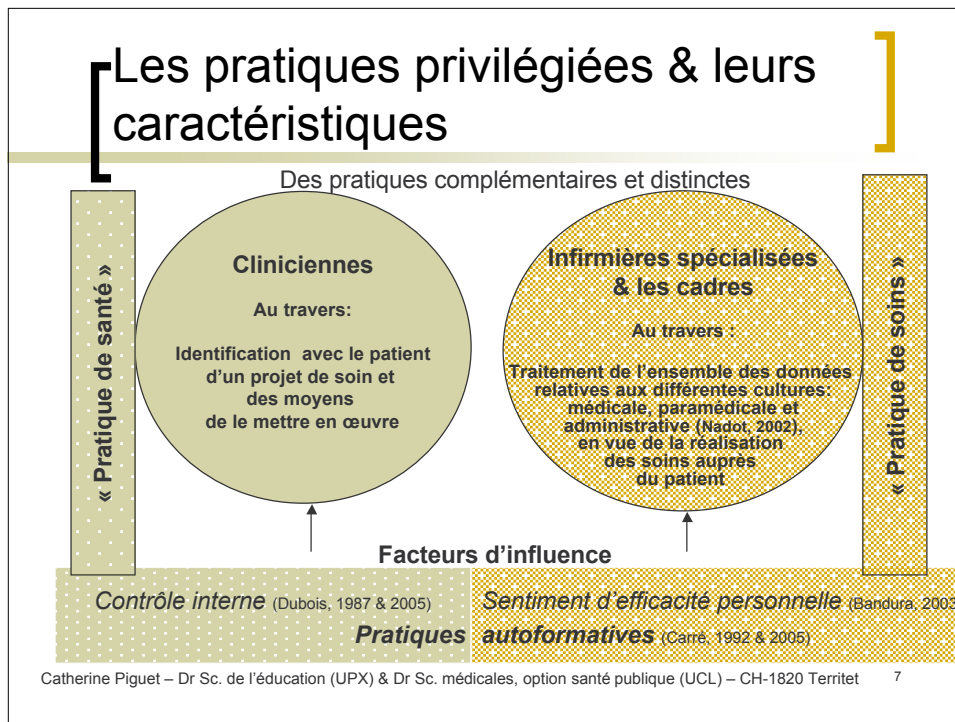 Les pratiques privilégiées & leurs
caractéristiques
Des pratiques complémentaires et distinctes
« Pratique de santé »
Cliniciennes
Au travers:
Identification avec le patient
d'un projet de soin et
des moyens
de le mettre en œuvre
Infirmières spécialisées
& les cadres
Au travers :
Traitement de l'ensemble des données
relatives aux différentes cultures:
médicale, paramédicale et
administrative (Nadot, 2002),
en vue de la réalisation
des soins auprès
du patient
« Pratique de soins »
Facteurs d'influence
Contrôle interne (Dubois, 1987 & 2005)
Sentiment d'efficacité personnelle (Bandura, 2003
Pratiques autoformatives (Carré, 1992 & 2005)
Catherine Piguet – Dr Sc. de l'éducation (UPX) & Dr Sc. médicales, option santé publique (UCL) – CH-1820 Territet
7